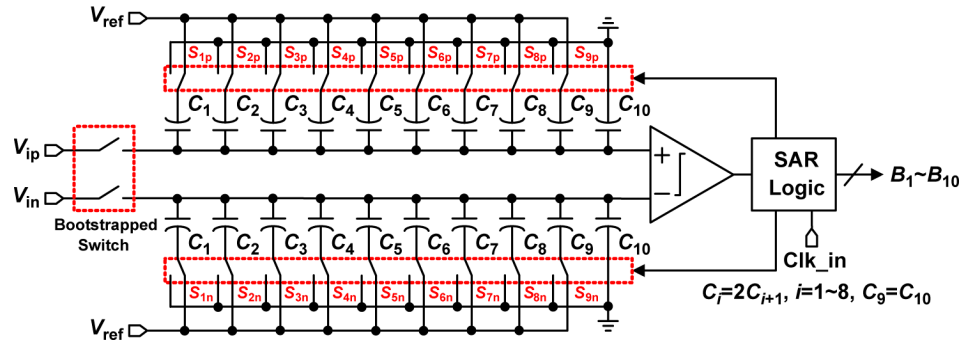 Vref
S1p S2p S3p S4p S5p S6p S7p S8p S9p
C1 C2 C3 C4 C5 C6 C7 C8 C9 C10
Vip
Vin
Bootstrapped
Switch
+
−
SAR
Logic
B1~B10
Clk_in
C1 C2 C3 C4 C5 C6 C7 C8 C9 C10
S1n S2n S3n S4n S5n S6n S7n S8n S9n
Vref
Ci=2Ci+1, i=1~8, C9=C10